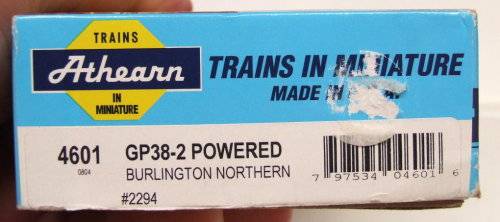 TRAINS
Athearn
IN
MINIATURE
TRAINS IN MINIATURE
MADE IN
4601
0804
GP38-2 POWERED
BURLINGTON NORTHERN
#2294
7 97534 04601 6